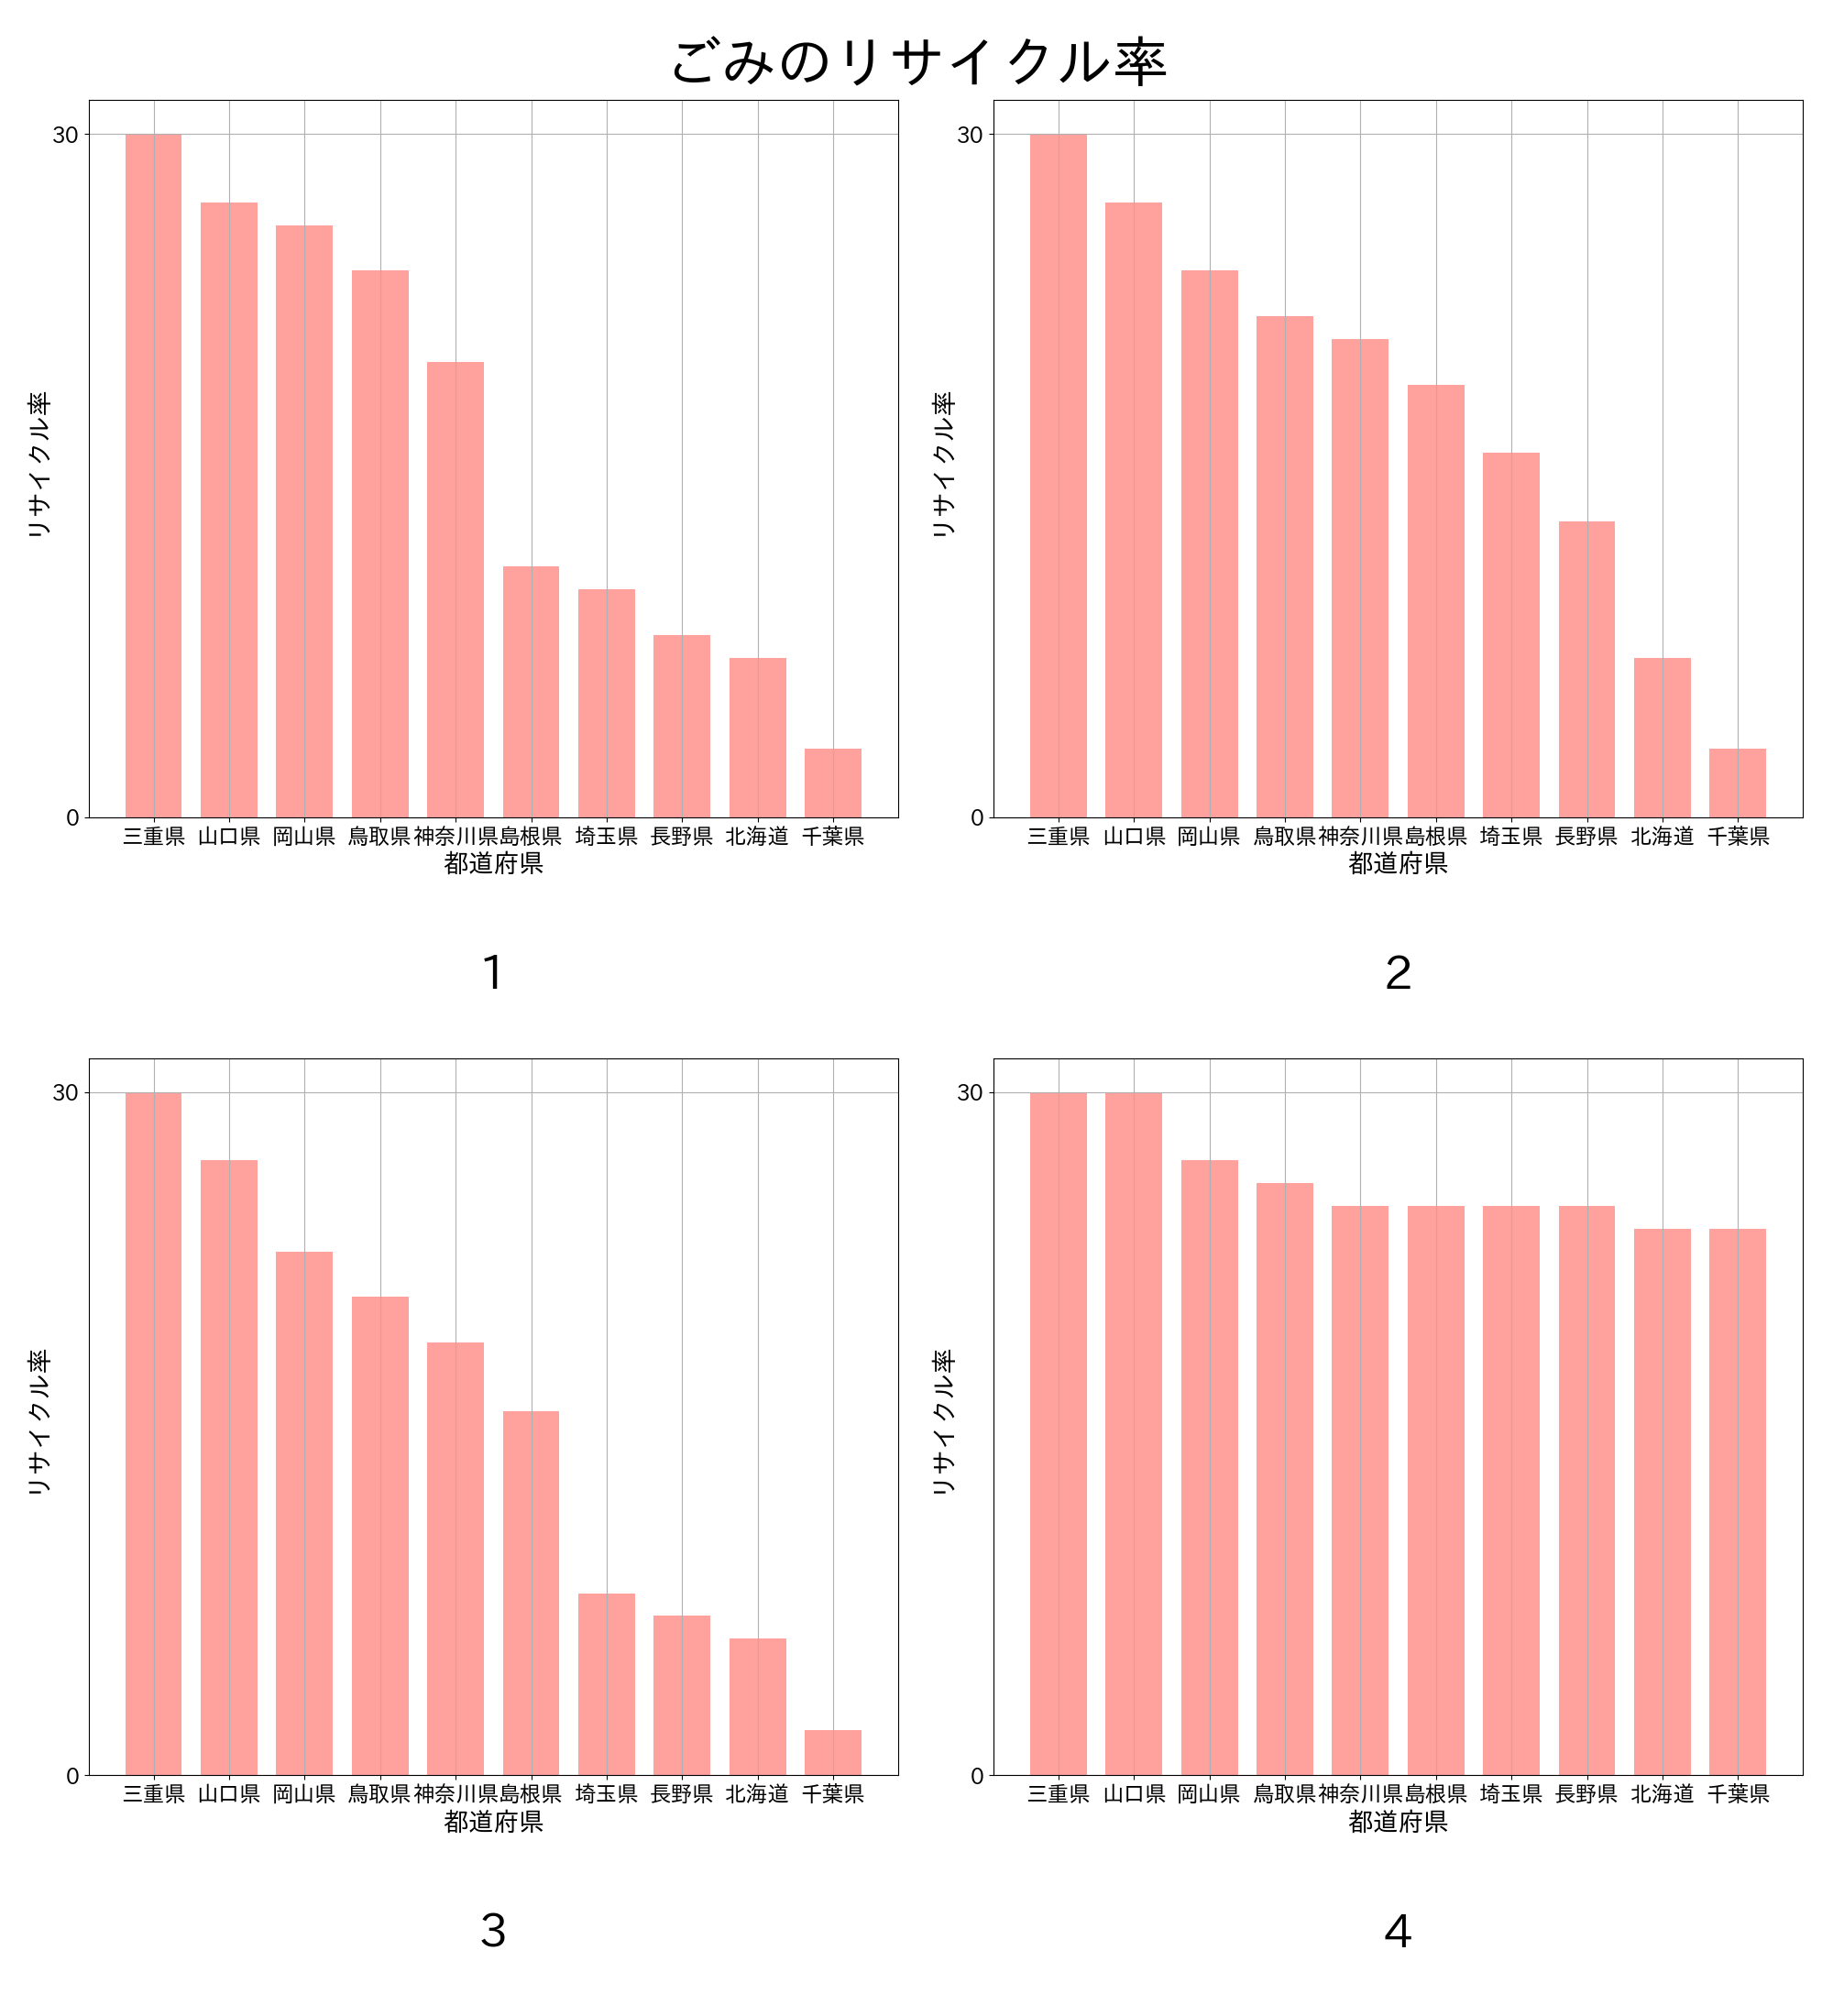 ごみのリサイクル率
30
0
リサイクル率
三重県 山口県 岡山県 鳥取県 神奈川県 島根県 埼玉県 長野県 北海道 千葉県
都道府県
1
30
0
リサイクル率
三重県 山口県 岡山県 鳥取県 神奈川県 島根県 埼玉県 長野県 北海道 千葉県
都道府県
2
30
0
リサイクル率
三重県 山口県 岡山県 鳥取県 神奈川県 島根県 埼玉県 長野県 北海道 千葉県
都道府県
3
30
0
リサイクル率
三重県 山口県 岡山県 鳥取県 神奈川県 島根県 埼玉県 長野県 北海道 千葉県
都道府県
4